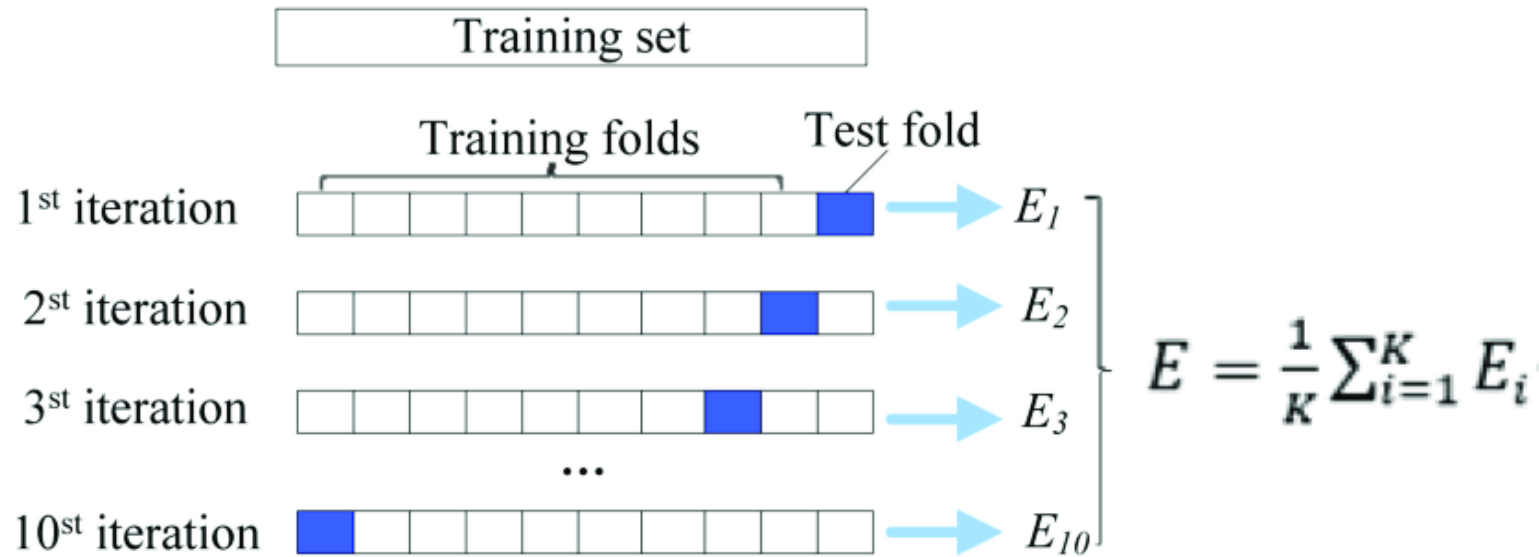 Training set
Training folds
Test fold
1st iteration
E1
2st iteration
E2
3st iteration
E3
...
10st iteration
E10
E = 1/K ∑_{i=1}^{K} E_i